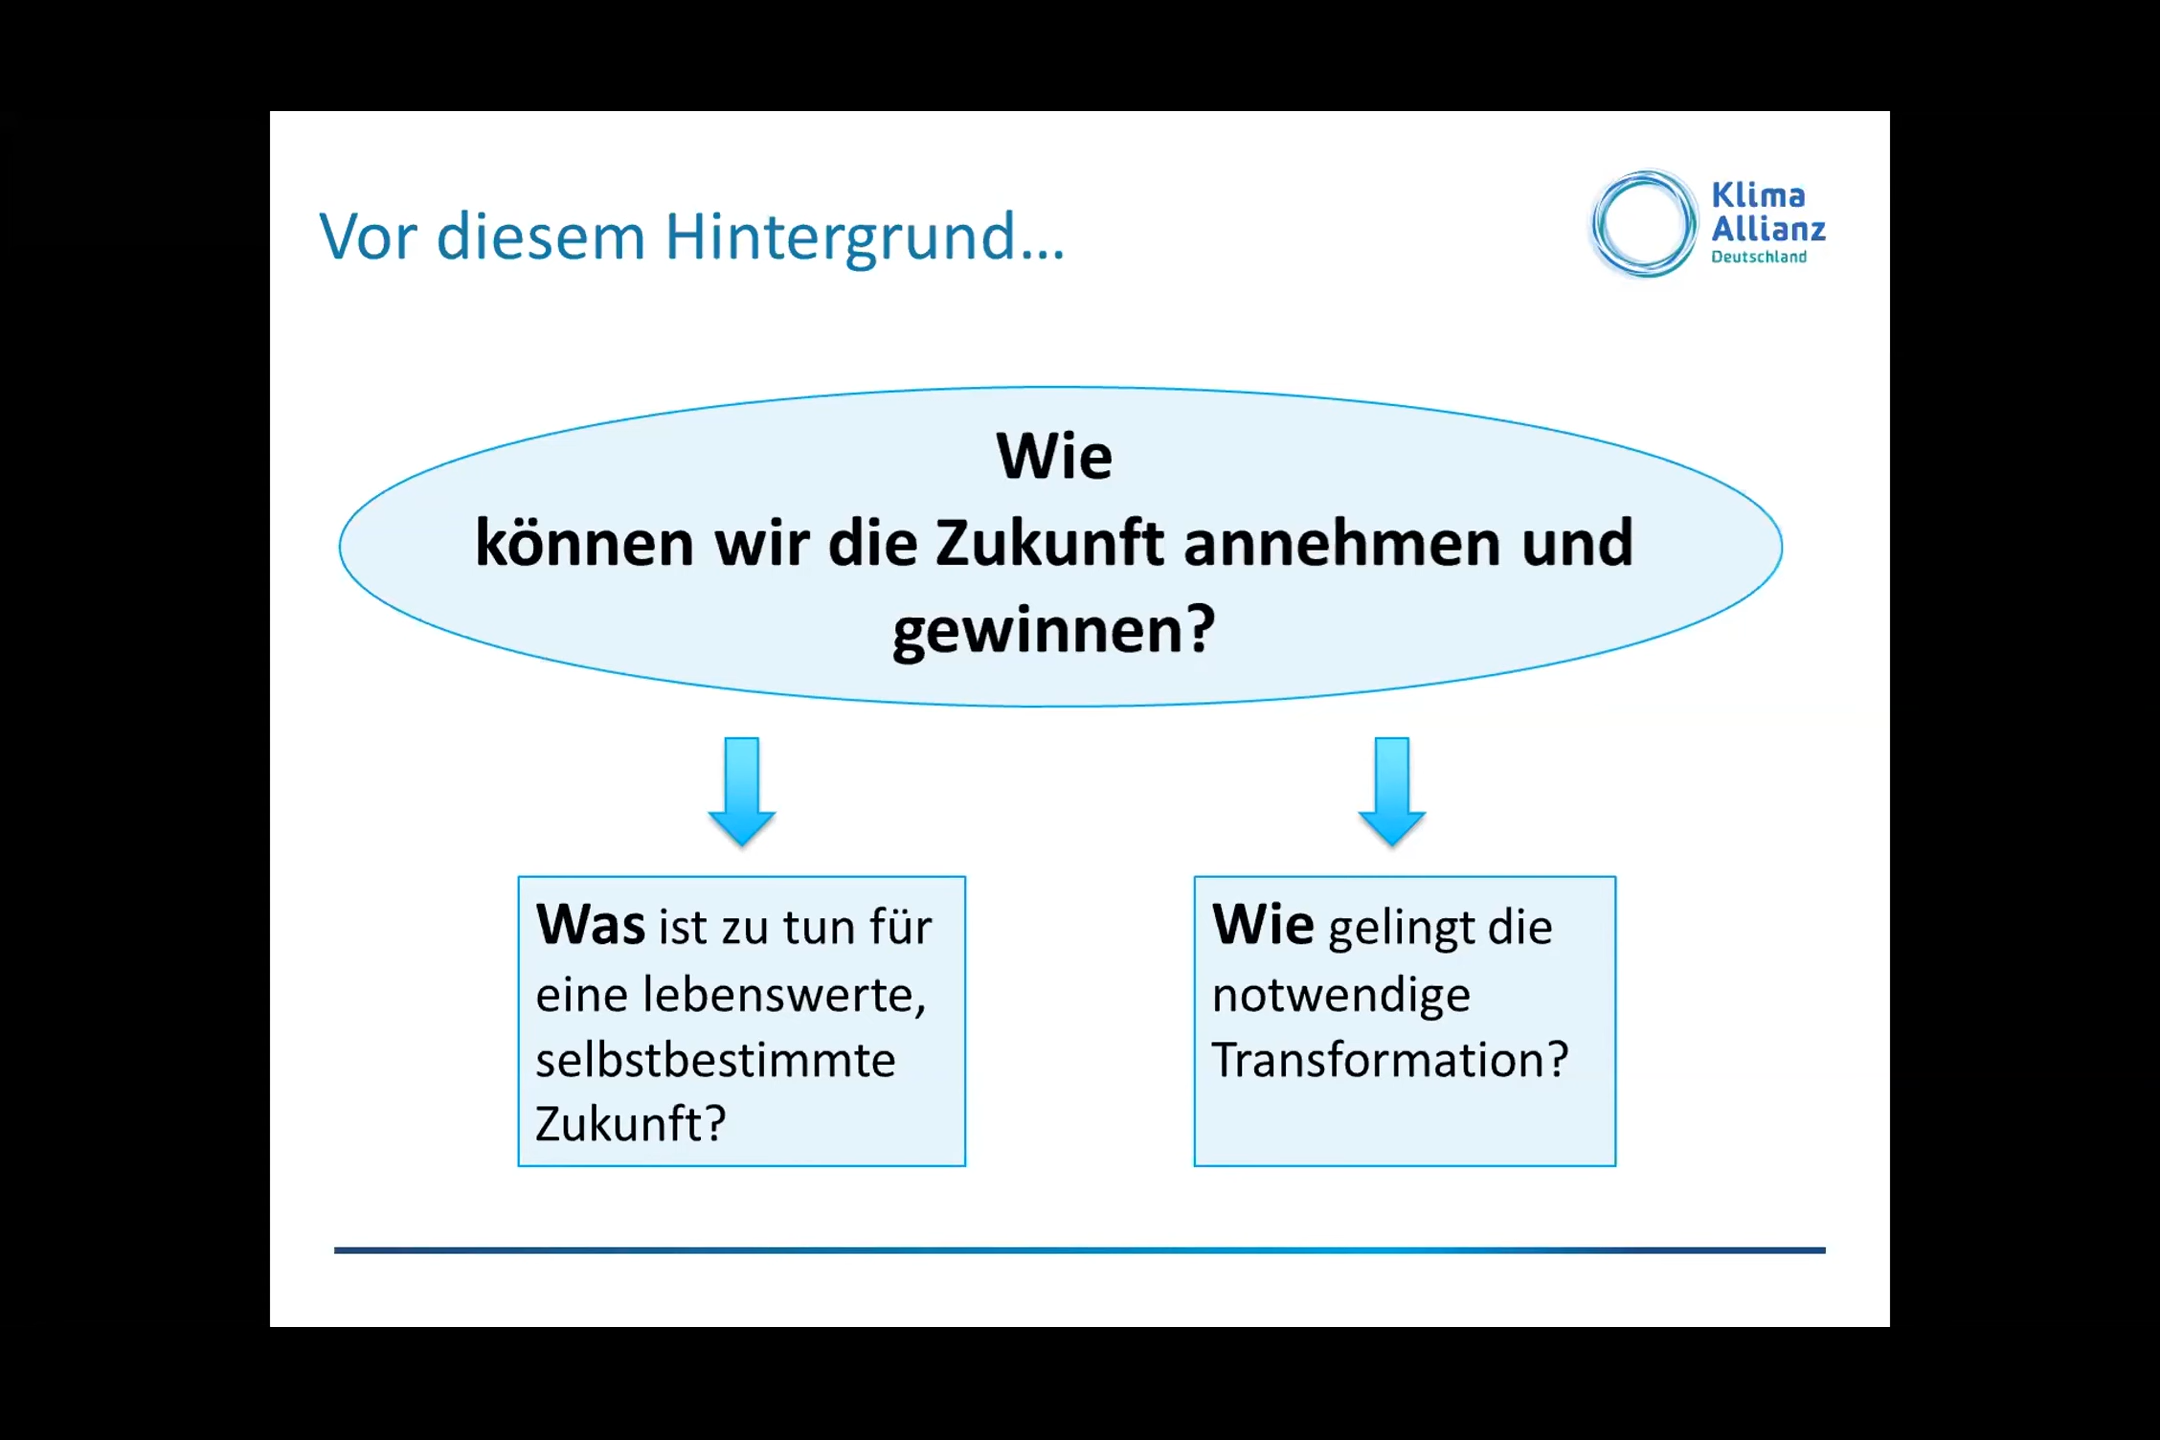 Vor diesem Hintergrund...
Klima
Allianz
Deutschland
Wie
können wir die Zukunft annehmen und
gewinnen?
Was ist zu tun für
eine lebenswerte,
selbstbestimmte
Zukunft?
Wie gelingt die
notwendige
Transformation?